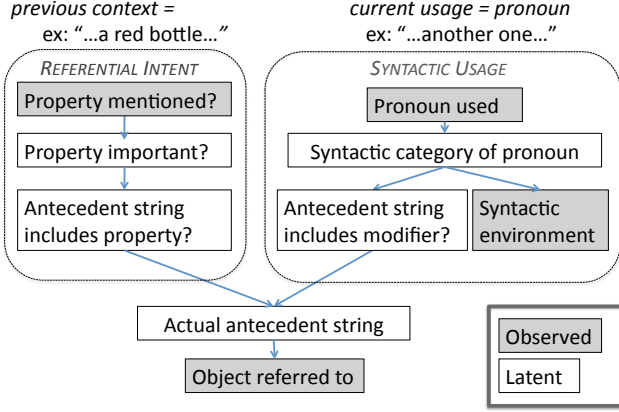 previous context =
ex: “…a red bottle…”
current usage = pronoun
ex: “…another one…”
REFERENTIAL INTENT
Property mentioned?
Property important?
Antecedent string
includes property?
SYNTACTIC USAGE
Pronoun used
Syntactic category of pronoun
Antecedent string
includes modifier?
Syntactic
environment
Actual antecedent string
Object referred to
Observed
Latent